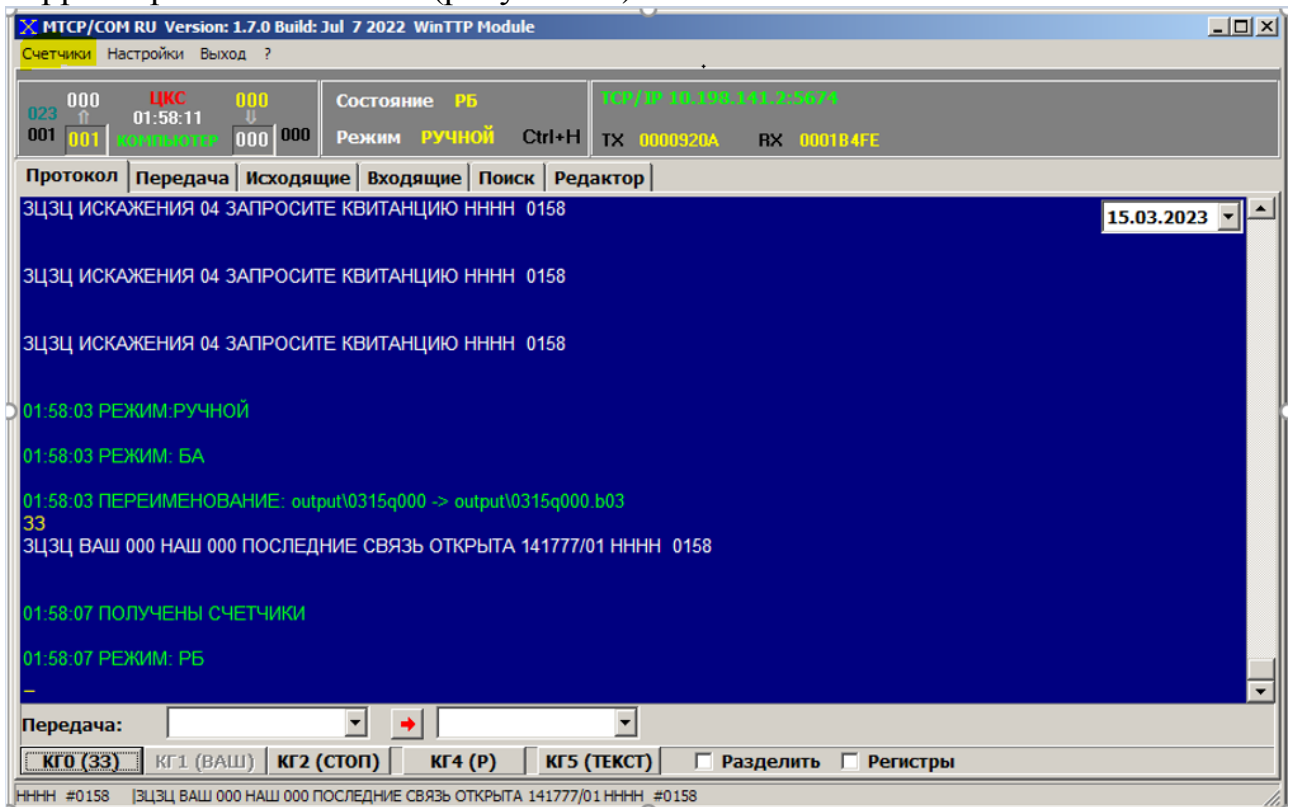 MTCP/COM RU Version: 1.7.0 Build: Jul 7 2022 WinTTP Module
Счетчики Настройки Выход ?
000 ЦКС 000 Состояние РБ TCP/IP 10.198.141.2:5674
023 ⇑ 01:58:11 ⇓
001 001 КОМПЬЮТЕР 000 000 Режим РУЧНОЙ Ctrl+H TX 0000920A RX 0001B4FE
Протокол Передача Исходящие Входящие Поиск Редактор
ЗЦЗЦ ИСКАЖЕНИЯ 04 ЗАПРОСИТЕ КВИТАНЦИЮ НННН 0158
15.03.2023
ЗЦЗЦ ИСКАЖЕНИЯ 04 ЗАПРОСИТЕ КВИТАНЦИЮ НННН 0158
ЗЦЗЦ ИСКАЖЕНИЯ 04 ЗАПРОСИТЕ КВИТАНЦИЮ НННН 0158
01:58:03 РЕЖИМ:РУЧНОЙ
01:58:03 РЕЖИМ: БА
01:58:03 ПЕРЕИМЕНОВАНИЕ: output\0315q000 -> output\0315q000.b03
ЗЗ
ЗЦЗЦ ВАШ 000 НАШ 000 ПОСЛЕДНИЕ СВЯЗЬ ОТКРЫТА 141777/01 НННН 0158
01:58:07 ПОЛУЧЕНЫ СЧЕТЧИКИ
01:58:07 РЕЖИМ: РБ
_
Передача:
КГ0 (ЗЗ) КГ1 (ВАШ) КГ2 (СТОП) КГ4 (Р) КГ5 (ТЕКСТ) Разделить Регистры
НННН #0158 |ЗЦЗЦ ВАШ 000 НАШ 000 ПОСЛЕДНИЕ СВЯЗЬ ОТКРЫТА 141777/01 НННН #0158